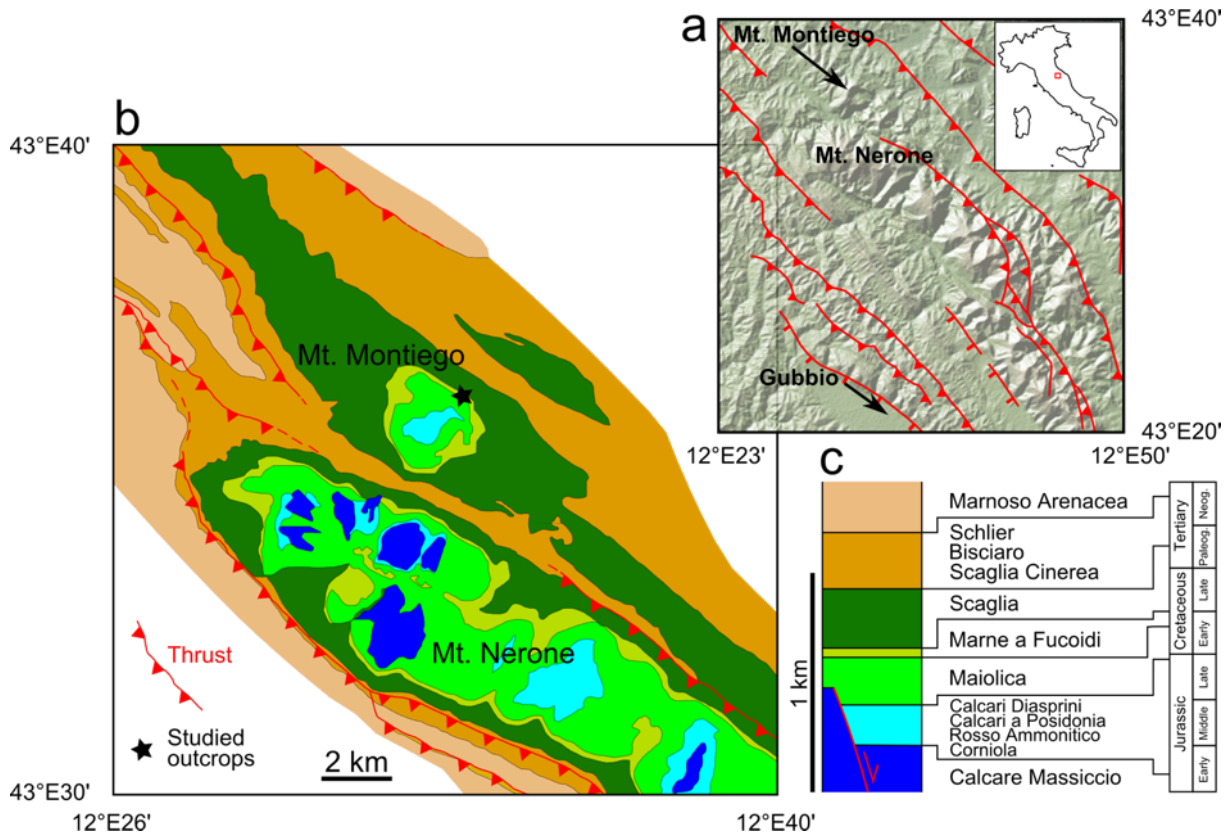 a
43°E40'
Mt. Montiego
Mt. Nerone
Gubbio
43°E20'
12°E23'
12°E50'
b
43°E40'
Mt. Montiego
Mt. Nerone
Thrust
Studied
outcrops
2 km
43°E30'
12°E26'
12°E40'
c
1 km
Marnoso Arenacea
Schlier
Bisciaro
Scaglia Cinerea
Scaglia
Marne a Fucoidi
Maiolica
Calcari Diasprini
Calcari a Posidonia
Rosso Ammonitico
Corniola
Calcare Massiccio
Tertiary
Neog.
Paleog.
Cretaceous
Late
Early
Jurassic
Late
Middle
Early